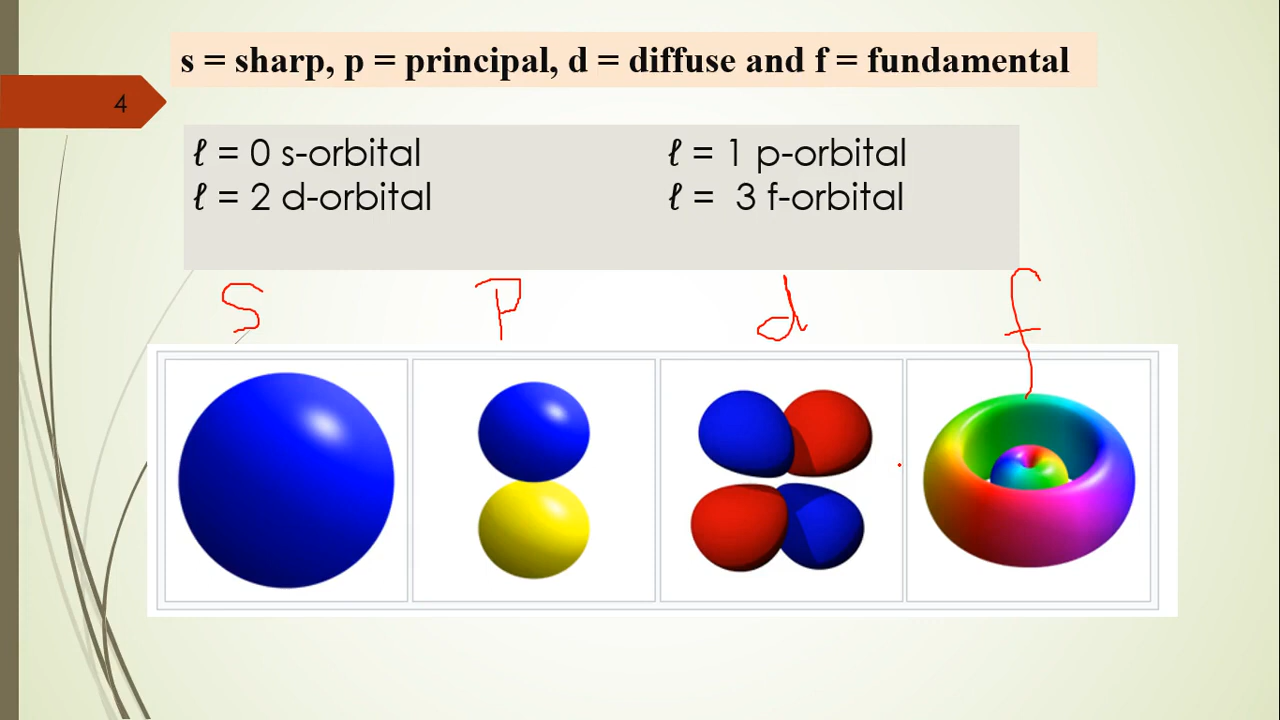 s = sharp, p = principal, d = diffuse and f = fundamental
4
ℓ = 0 s-orbital ℓ = 1 p-orbital
ℓ = 2 d-orbital ℓ = 3 f-orbital
S P d f